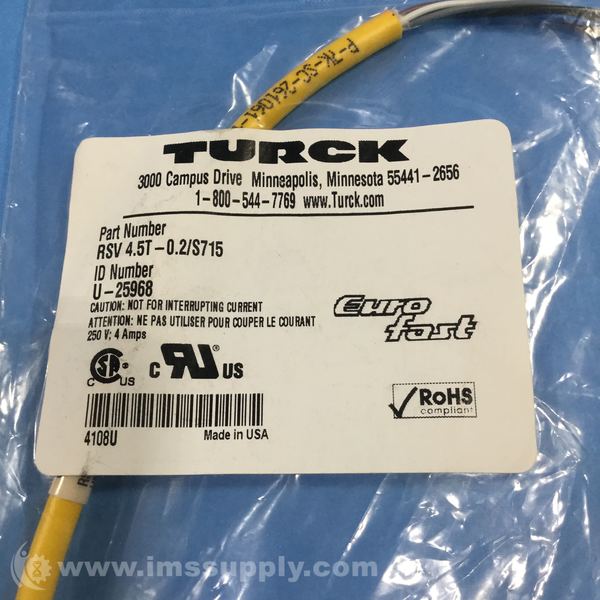 TURCK
3000 Campus Drive Minneapolis, Minnesota 55441-2656
1-800-544-7769 www.Turck.com
Part Number
RSV 4.5T-0.2/S715
ID Number
U-25968
CAUTION: NOT FOR INTERRUPTING CURRENT
ATTENTION: NE PAS UTILISER POUR COUPER LE COURANT
250 V; 4 Amps
Euro fast
C US
C US
RoHS
compliant
4108U
Made in USA
www.imssupply.com